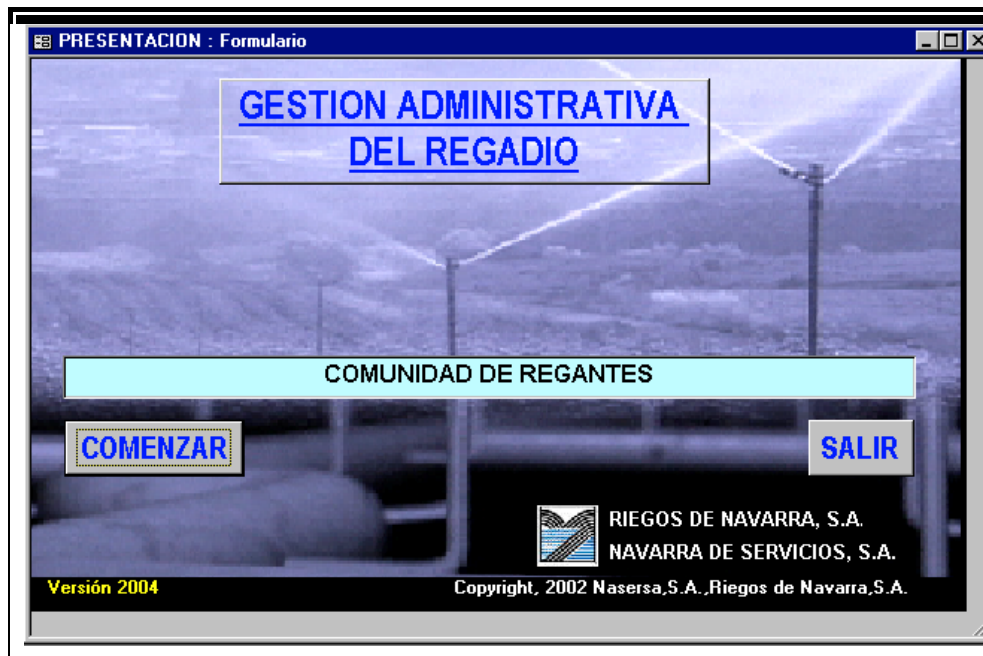 PRESENTACION : Formulario
GESTION ADMINISTRATIVA
DEL REGADIO
COMUNIDAD DE REGANTES
COMENZAR
SALIR
RIEGOS DE NAVARRA, S.A.
NAVARRA DE SERVICIOS, S.A.
Versión 2004
Copyright, 2002 Nasersa,S.A.,Riegos de Navarra,S.A.